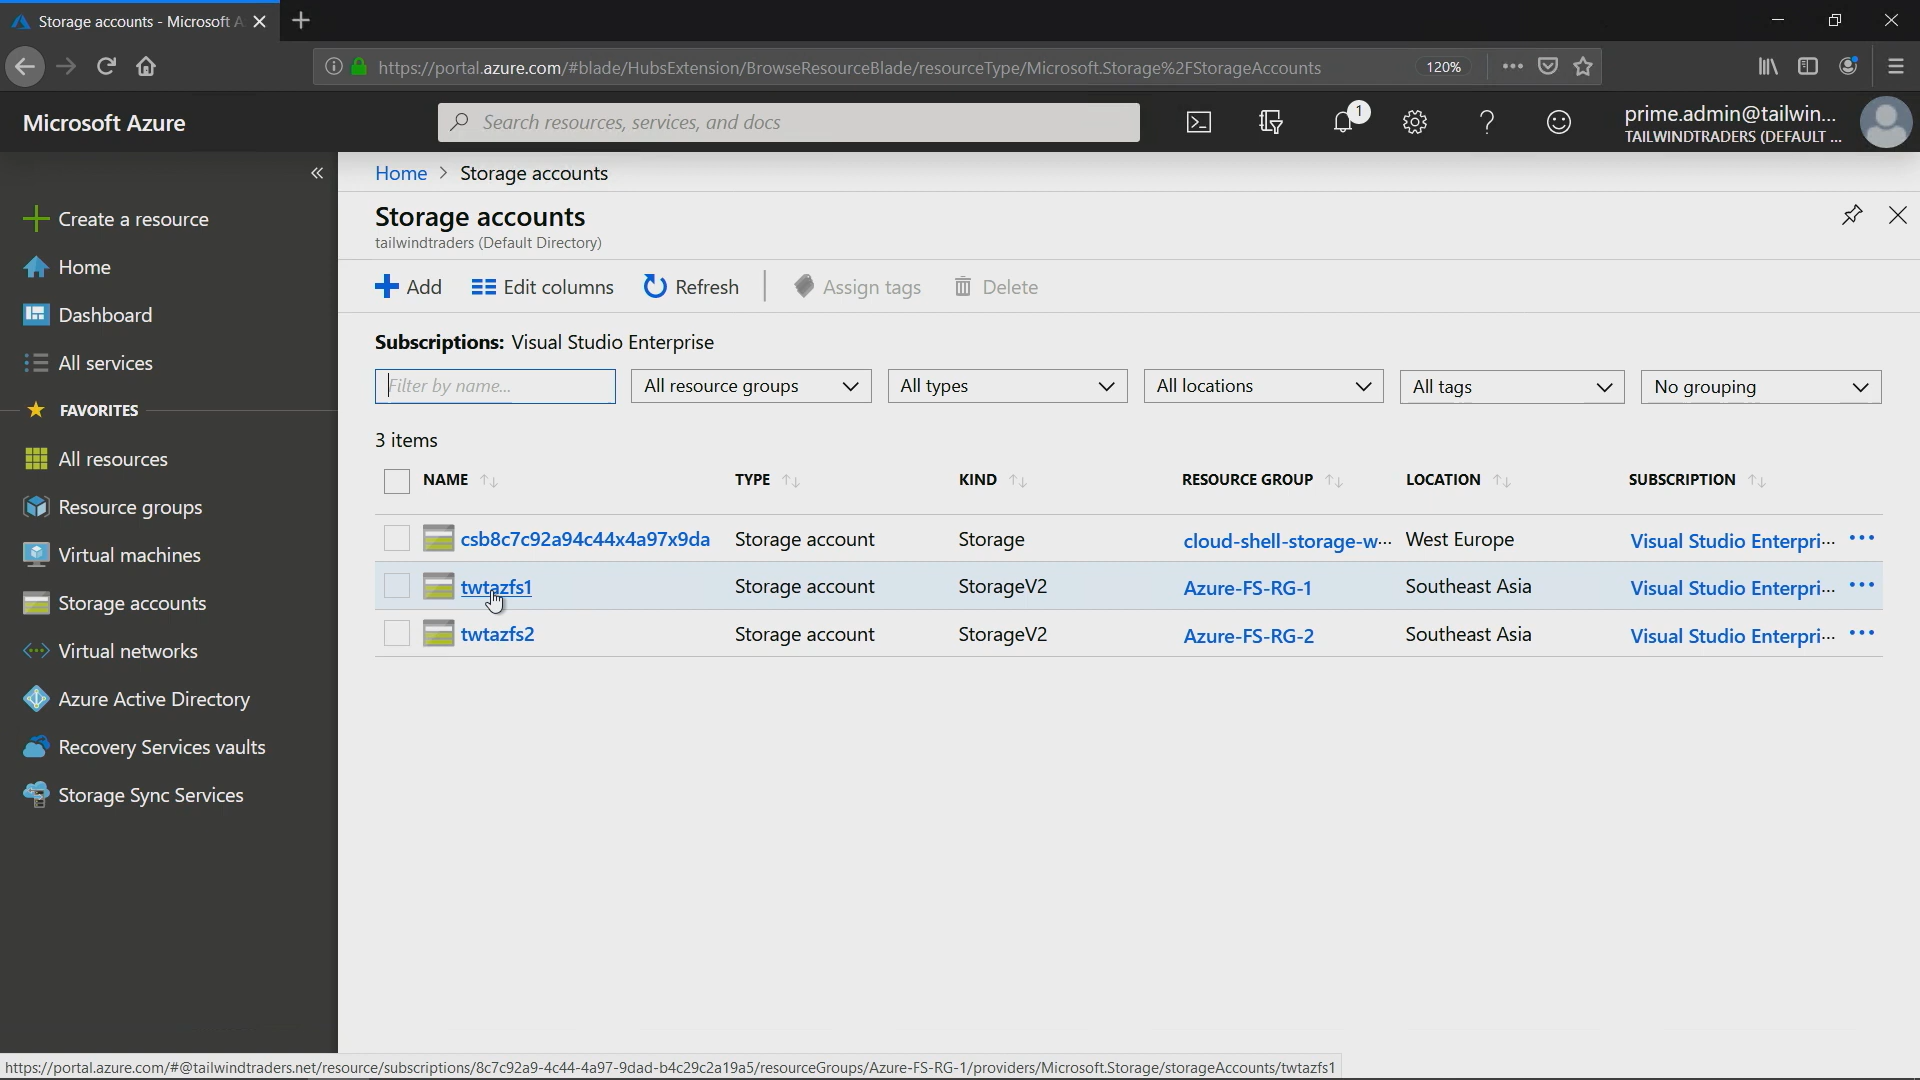 Storage accounts - Microsoft A
https://portal.azure.com/#blade/HubsExtension/BrowseResourceBlade/resourceType/Microsoft.Storage%2FStorageAccounts
120%
Microsoft Azure
Search resources, services, and docs
1
prime.admin@tailwin...
TAILWINDTRADERS (DEFAULT ...
Create a resource
Home
Dashboard
All services
FAVORITES
All resources
Resource groups
Virtual machines
Storage accounts
Virtual networks
Azure Active Directory
Recovery Services vaults
Storage Sync Services
Home > Storage accounts
Storage accounts
tailwindtraders (Default Directory)
Add Edit columns Refresh Assign tags Delete
Subscriptions: Visual Studio Enterprise
Filter by name... All resource groups All types All locations All tags No grouping
3 items
NAME TYPE KIND RESOURCE GROUP LOCATION SUBSCRIPTION
csb8c7c92a94c44x4a97x9da Storage account Storage cloud-shell-storage-w... West Europe Visual Studio Enterpri...
twtazfs1 Storage account StorageV2 Azure-FS-RG-1 Southeast Asia Visual Studio Enterpri...
twtazfs2 Storage account StorageV2 Azure-FS-RG-2 Southeast Asia Visual Studio Enterpri...
https://portal.azure.com/#@tailwindtraders.net/resource/subscriptions/8c7c92a9-4c44-4a97-9dad-b4c29c2a19a5/resourceGroups/Azure-FS-RG-1/providers/Microsoft.Storage/storageAccounts/twtazfs1